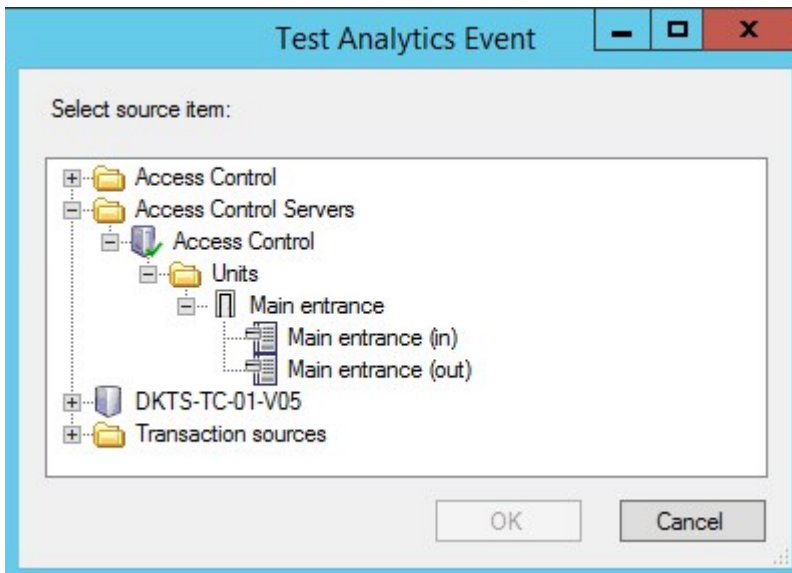 Test Analytics Event
Select source item:
Access Control
Access Control Servers
Access Control
Units
Main entrance
Main entrance (in)
Main entrance (out)
DKTS-TC-01-V05
Transaction sources
OK
Cancel